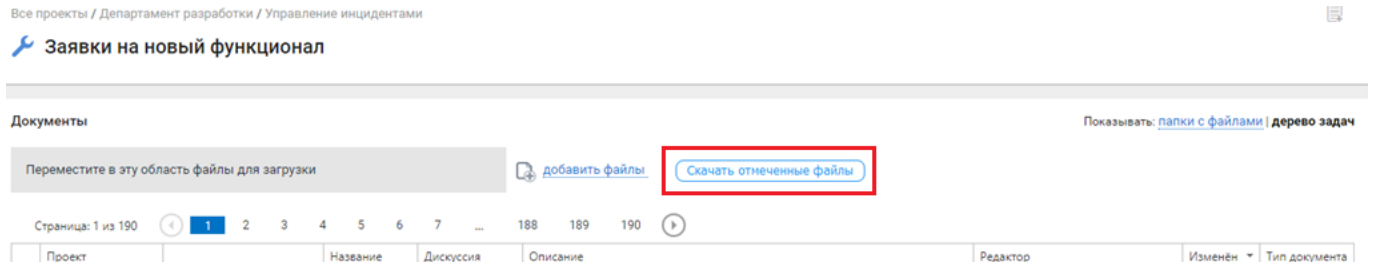 Все проекты / Департамент разработки / Управление инцидентами
Заявки на новый функционал
Документы
Показывать: папки с файлами | дерево задач
Переместите в эту область файлы для загрузки
добавить файлы
Скачать отмеченные файлы
Страница: 1 из 190 1 2 3 4 5 6 7 ... 188 189 190
Проект Название Дискуссия Описание Редактор Изменён Тип документа